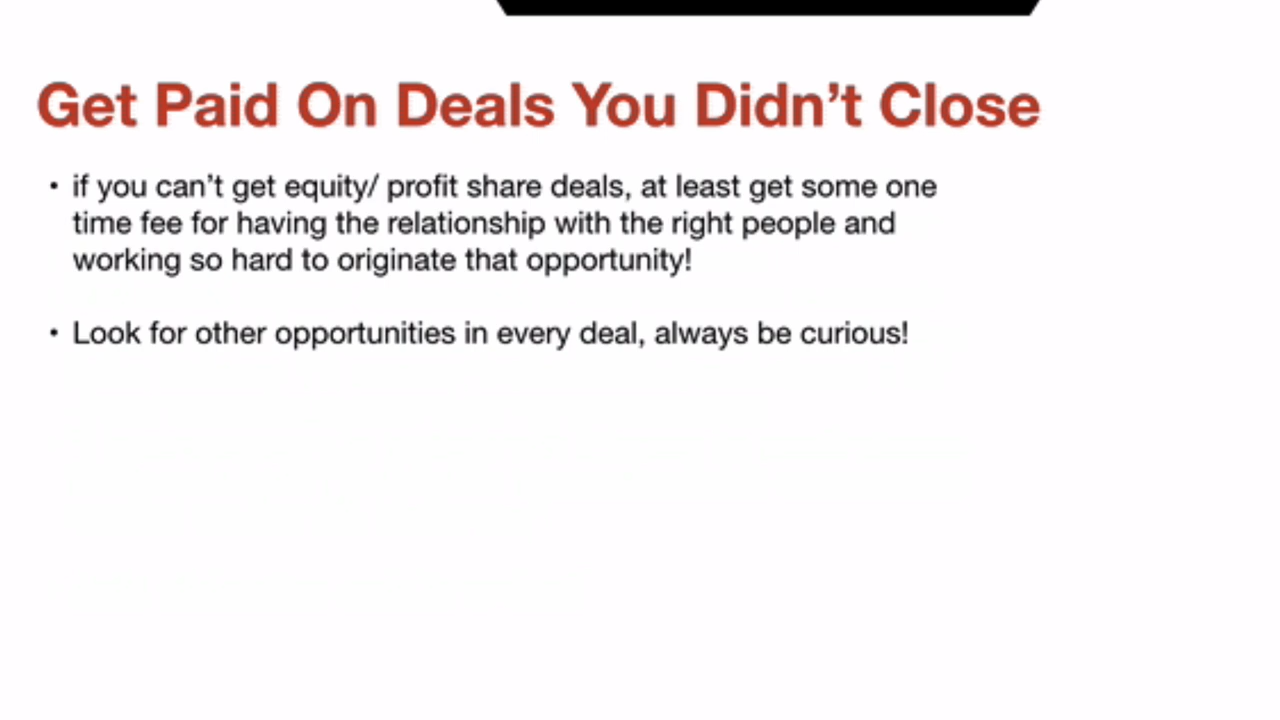 Get Paid On Deals You Didn’t Close
• if you can’t get equity/ profit share deals, at least get some one
time fee for having the relationship with the right people and
working so hard to originate that opportunity!
• Look for other opportunities in every deal, always be curious!